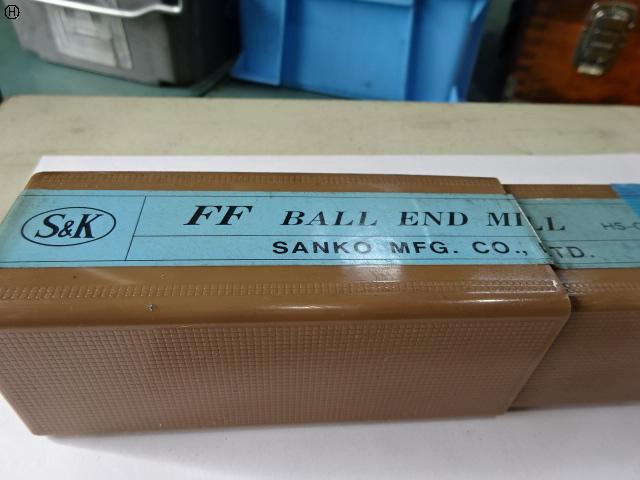 S&K
FF BALL END MILL
SANKO MFG. CO., LTD.